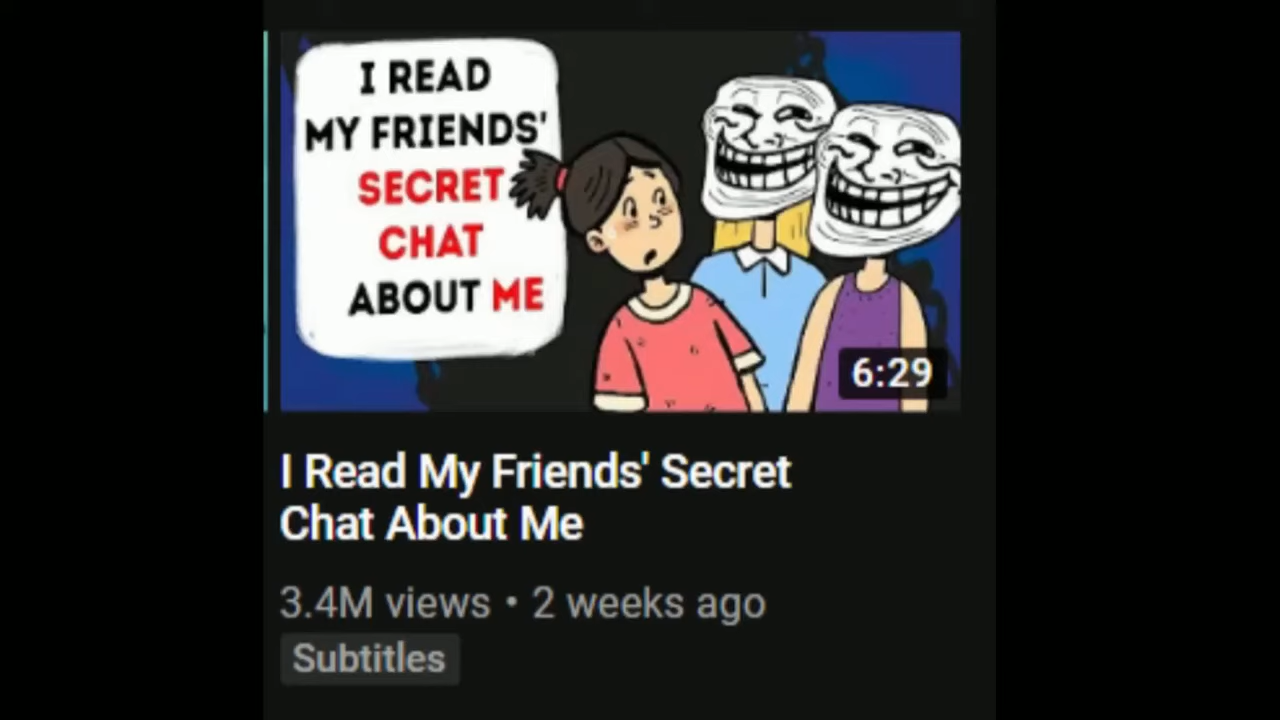 I READ
MY FRIENDS'
SECRET
CHAT
ABOUT ME
6:29
I Read My Friends' Secret
Chat About Me
3.4M views • 2 weeks ago
Subtitles